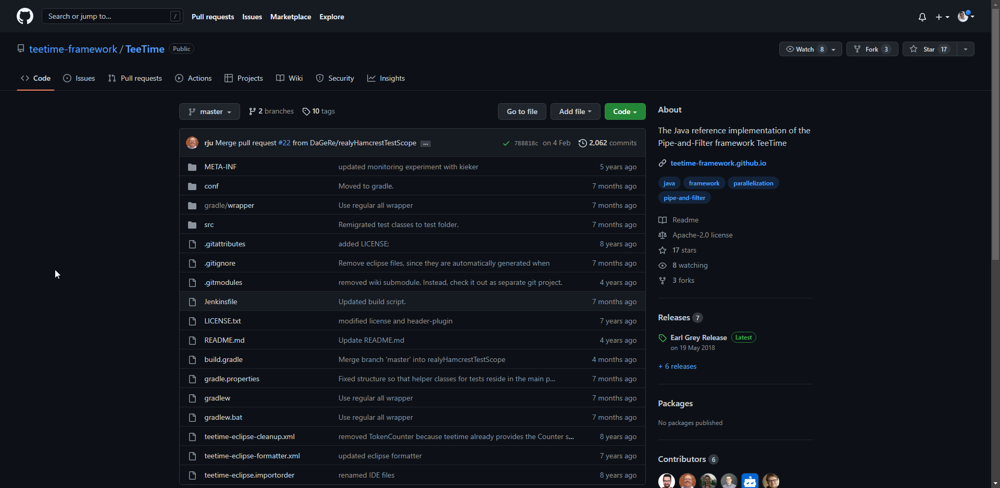 Search or jump to... /
Pull requests Issues Marketplace Explore
teetime-framework / TeeTime Public
Watch 8 Fork 3 Star 17
Code Issues Pull requests Actions Projects Wiki Security Insights
master 2 branches 10 tags Go to file Add file Code
rju Merge pull request #22 from DaGeRe/realyHamcrestTestScope ... 788818c on 4 Feb 2,062 commits
META-INF updated monitoring experiment with kieker 5 years ago
conf Moved to gradle. 7 months ago
gradle/wrapper Use regular all wrapper 7 months ago
src Remigrated test classes to test folder. 7 months ago
.gitattributes added LICENSE; 8 years ago
.gitignore Remove eclipse files, since they are automatically generated when 7 months ago
.gitmodules removed wiki submodule. Instead, check it out as separate git project. 4 years ago
Jenkinsfile Updated build script. 7 months ago
LICENSE.txt modified license and header-plugin 7 years ago
README.md Update README.md 4 years ago
build.gradle Merge branch 'master' into realyHamcrestTestScope 4 months ago
gradle.properties Fixed structure so that helper classes for tests reside in the main p... 7 months ago
gradlew Use regular all wrapper 7 months ago
gradlew.bat Use regular all wrapper 7 months ago
teetime-eclipse-cleanup.xml removed TokenCounter because teetime already provides the Counter s... 8 years ago
teetime-eclipse-formatter.xml updated eclipse formatter 7 years ago
teetime-eclipse.importorder renamed IDE files 8 years ago
About
The Java reference implementation of the
Pipe-and-Filter framework TeeTime
teetime-framework.github.io
java framework parallelization
pipe-and-filter
Readme
Apache-2.0 license
17 stars
8 watching
3 forks
Releases 7
Earl Grey Release Latest
on 19 May 2018
+ 6 releases
Packages
No packages published
Contributors 6